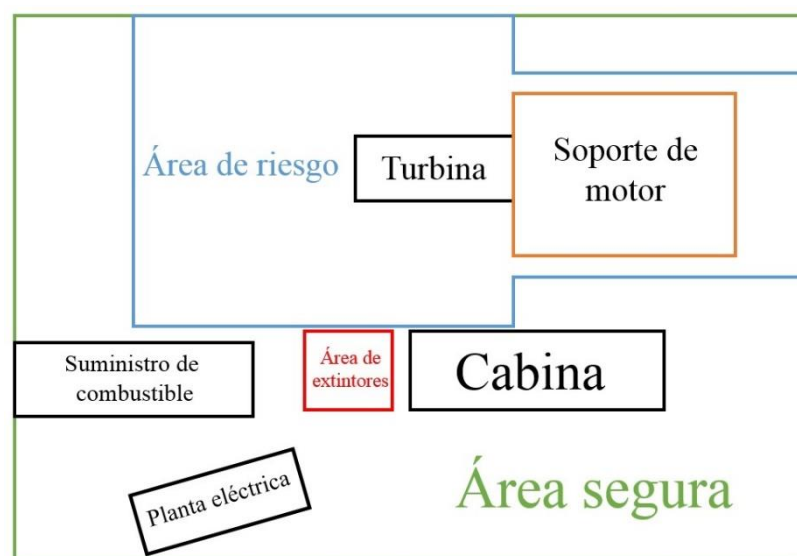 Área de riesgo
Turbina
Soporte de
motor
Suministro de
combustible
Área de
extintores
Cabina
Planta eléctrica
Área segura